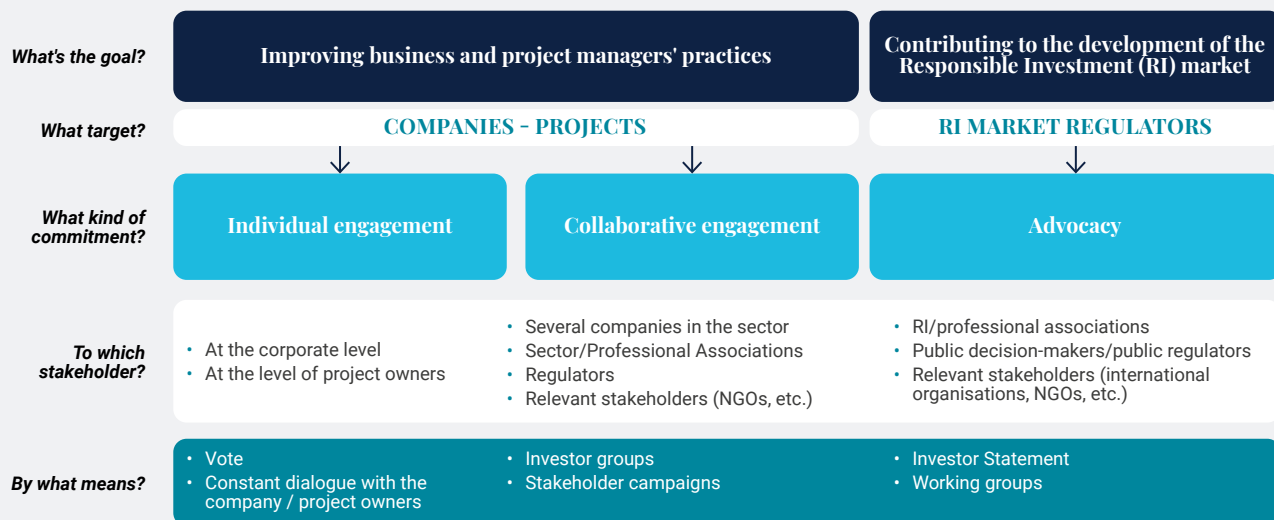 What's the goal?
Improving business and project managers' practices
Contributing to the development of the
Responsible Investment (RI) market
What target?
COMPANIES - PROJECTS
RI MARKET REGULATORS
What kind of
commitment?
Individual engagement
Collaborative engagement
Advocacy
To which
stakeholder?
• At the corporate level
• At the level of project owners
• Several companies in the sector
• Sector/Professional Associations
• Regulators
• Relevant stakeholders (NGOs, etc.)
• RI/professional associations
• Public decision-makers/public regulators
• Relevant stakeholders (international
organisations, NGOs, etc.)
By what means?
• Vote
• Constant dialogue with the
company / project owners
• Investor groups
• Stakeholder campaigns
• Investor Statement
• Working groups